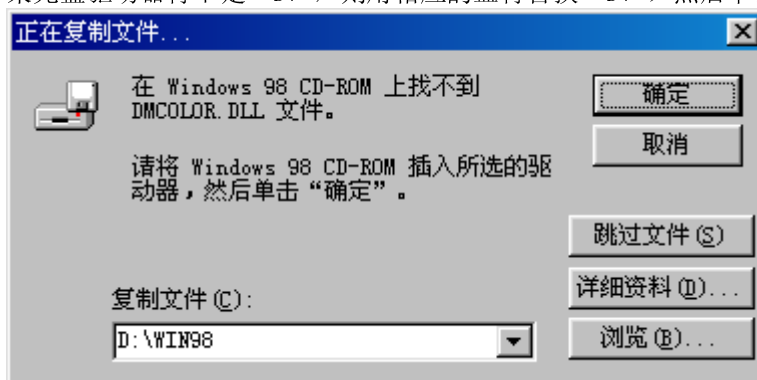 正在复制文件...
在 Windows 98 CD-ROM 上找不到
DMCOLOR.DLL 文件。
确定
取消
请将 Windows 98 CD-ROM 插入所选的驱
动器，然后单击“确定”。
跳过文件(S)
详细资料(D)...
复制文件(C):
D:\WIN98
浏览(B)...